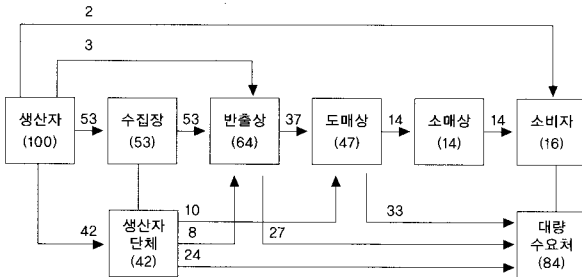 2
3
생산자
(100)
53
수집장
(53)
53
반출상
(64)
37
도매상
(47)
14
소매상
(14)
14
소비자
(16)
42
생산자
단체
(42)
10
8
24
27
33
대량
수요처
(84)